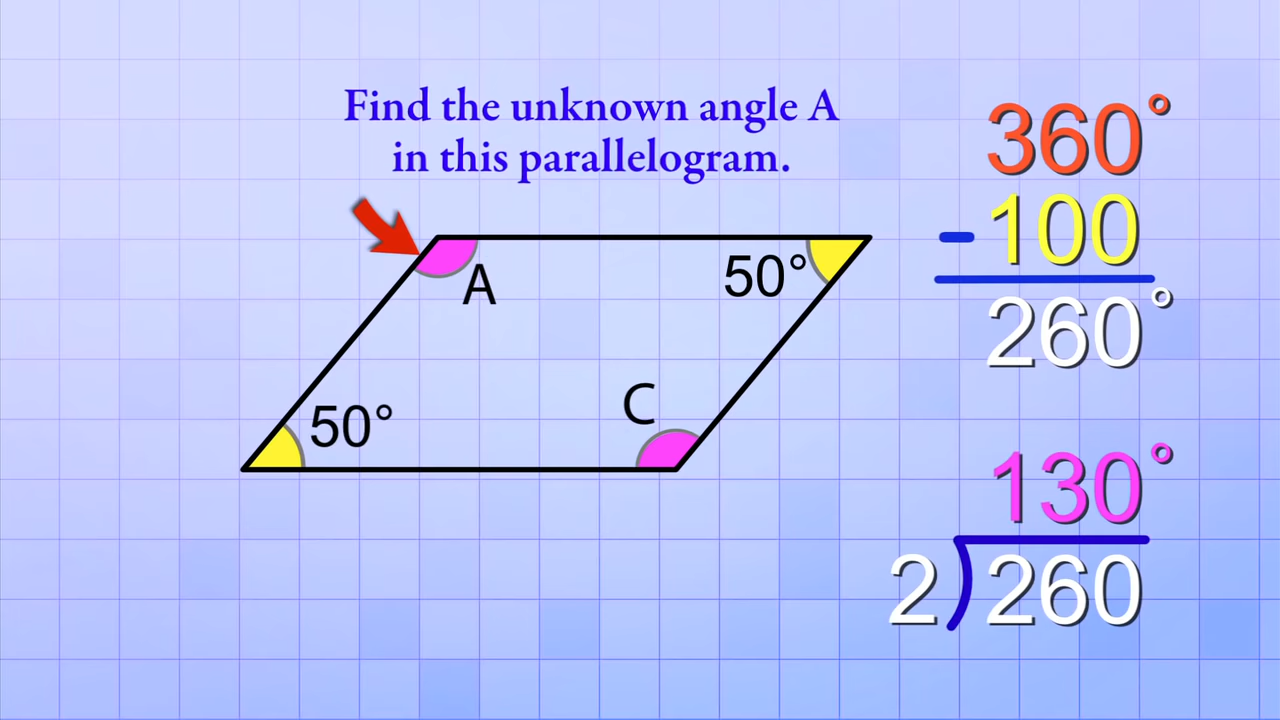 Find the unknown angle A
in this parallelogram.
A
50°
50°
C
360°
-100
260°
130°
2)260